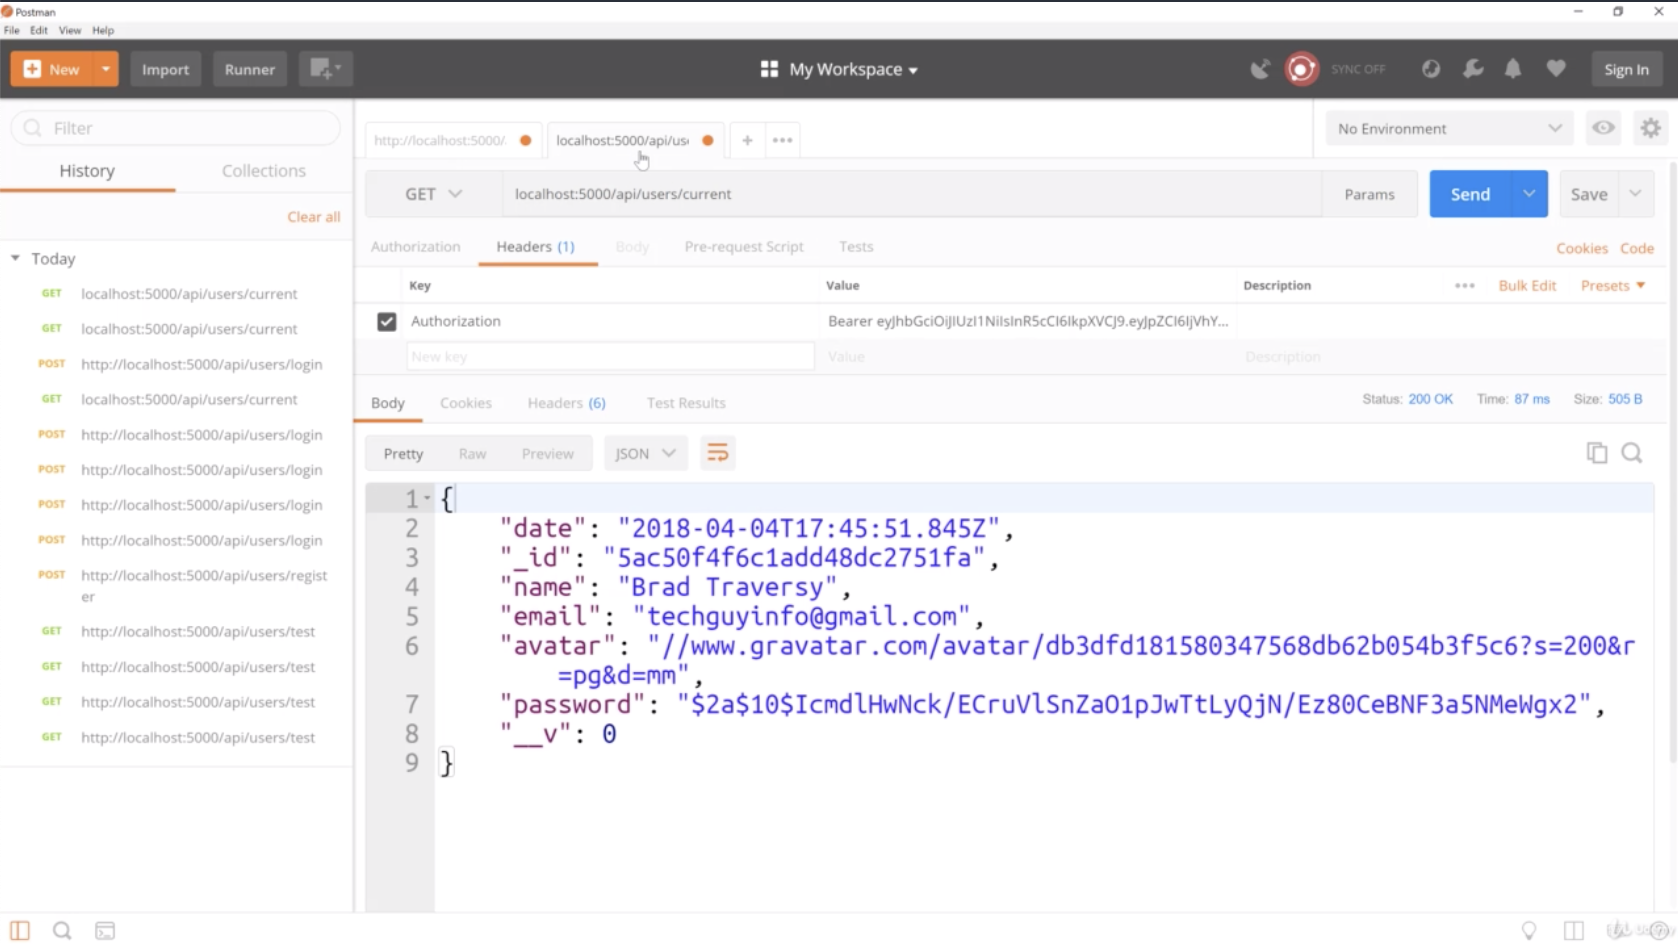 Postman
File Edit View Help
New Import Runner My Workspace SYNC OFF Sign In
Filter
History Collections
Clear all
Today
GET localhost:5000/api/users/current
GET localhost:5000/api/users/current
POST http://localhost:5000/api/users/login
GET localhost:5000/api/users/current
POST http://localhost:5000/api/users/login
POST http://localhost:5000/api/users/login
POST http://localhost:5000/api/users/login
POST http://localhost:5000/api/users/login
POST http://localhost:5000/api/users/regist
er
GET http://localhost:5000/api/users/test
GET http://localhost:5000/api/users/test
GET http://localhost:5000/api/users/test
GET http://localhost:5000/api/users/test
http://localhost:5000/ localhost:5000/api/us No Environment
GET localhost:5000/api/users/current Params Send Save
Authorization Headers (1) Body Pre-request Script Tests Cookies Code
Key Value Description Bulk Edit Presets
Authorization Bearer eyJhbGciOiJIUzI1NiIsInR5cCI6IkpXVCJ9.eyJpZCI6IjVhY...
New key Value Description
Body Cookies Headers (6) Test Results Status: 200 OK Time: 87 ms Size: 505 B
Pretty Raw Preview JSON
1 {
2 "date": "2018-04-04T17:45:51.845Z",
3 "_id": "5ac50f4f6c1add48dc2751fa",
4 "name": "Brad Traversy",
5 "email": "techguyinfo@gmail.com",
6 "avatar": "//www.gravatar.com/avatar/db3dfd181580347568db62b054b3f5c6?s=200&r
=pg&d=mm",
7 "password": "$2a$10$IcmdlHwNck/ECruVlSnZaO1pJwTtLyQjN/Ez80CeBNF3a5NMeWgx2",
8 "__v": 0
9 }